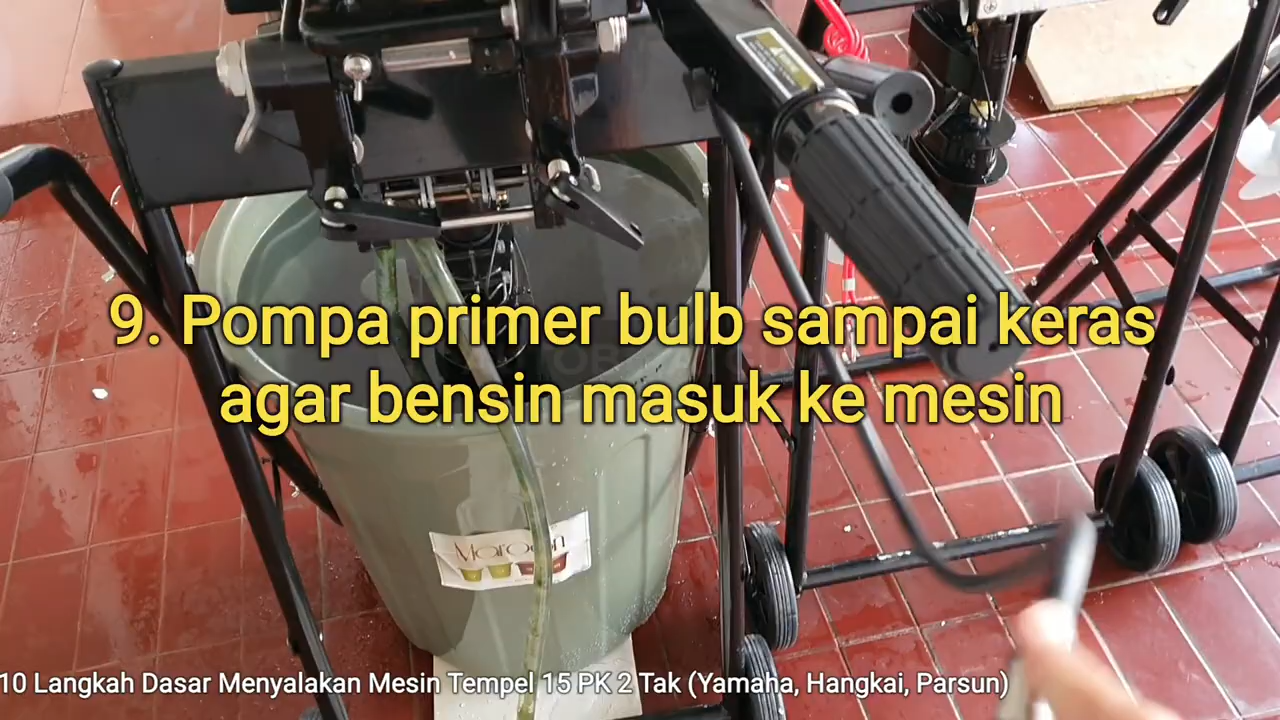 9. Pompa primer bulb sampai keras
agar bensin masuk ke mesin
Maroon
10 Langkah Dasar Menyalakan Mesin Tempel 15 PK 2 Tak (Yamaha, Hangkai, Parsun)